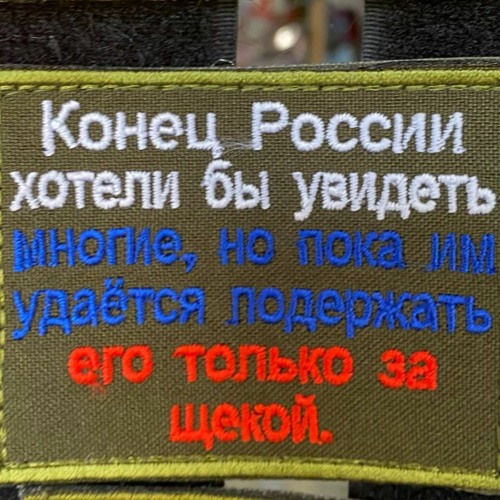 Конец России
хотели бы увидеть
многие, но пока им
удаётся подержать
его только за
щекой.